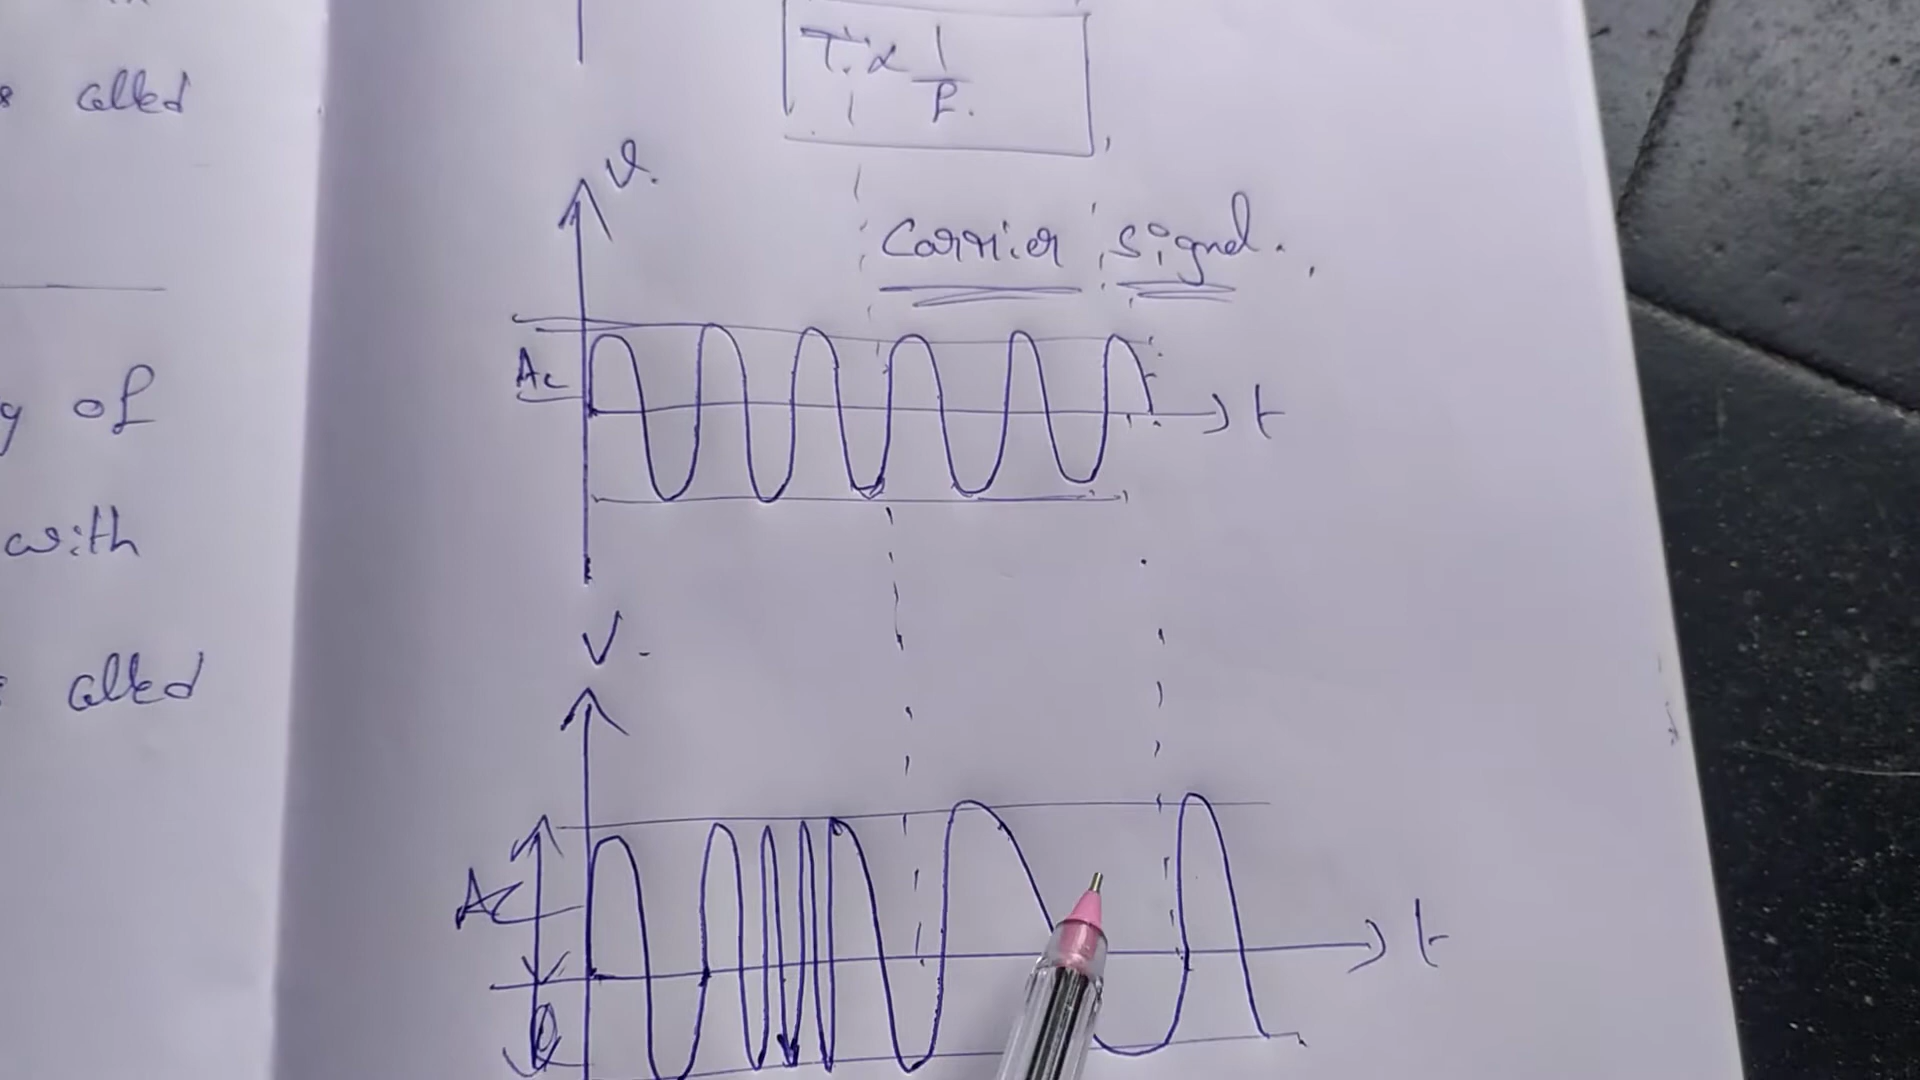 called
y of
with
called
T ∝ 1/f.
V.
Carrier signal.
Ac
t
V.
Ac
t